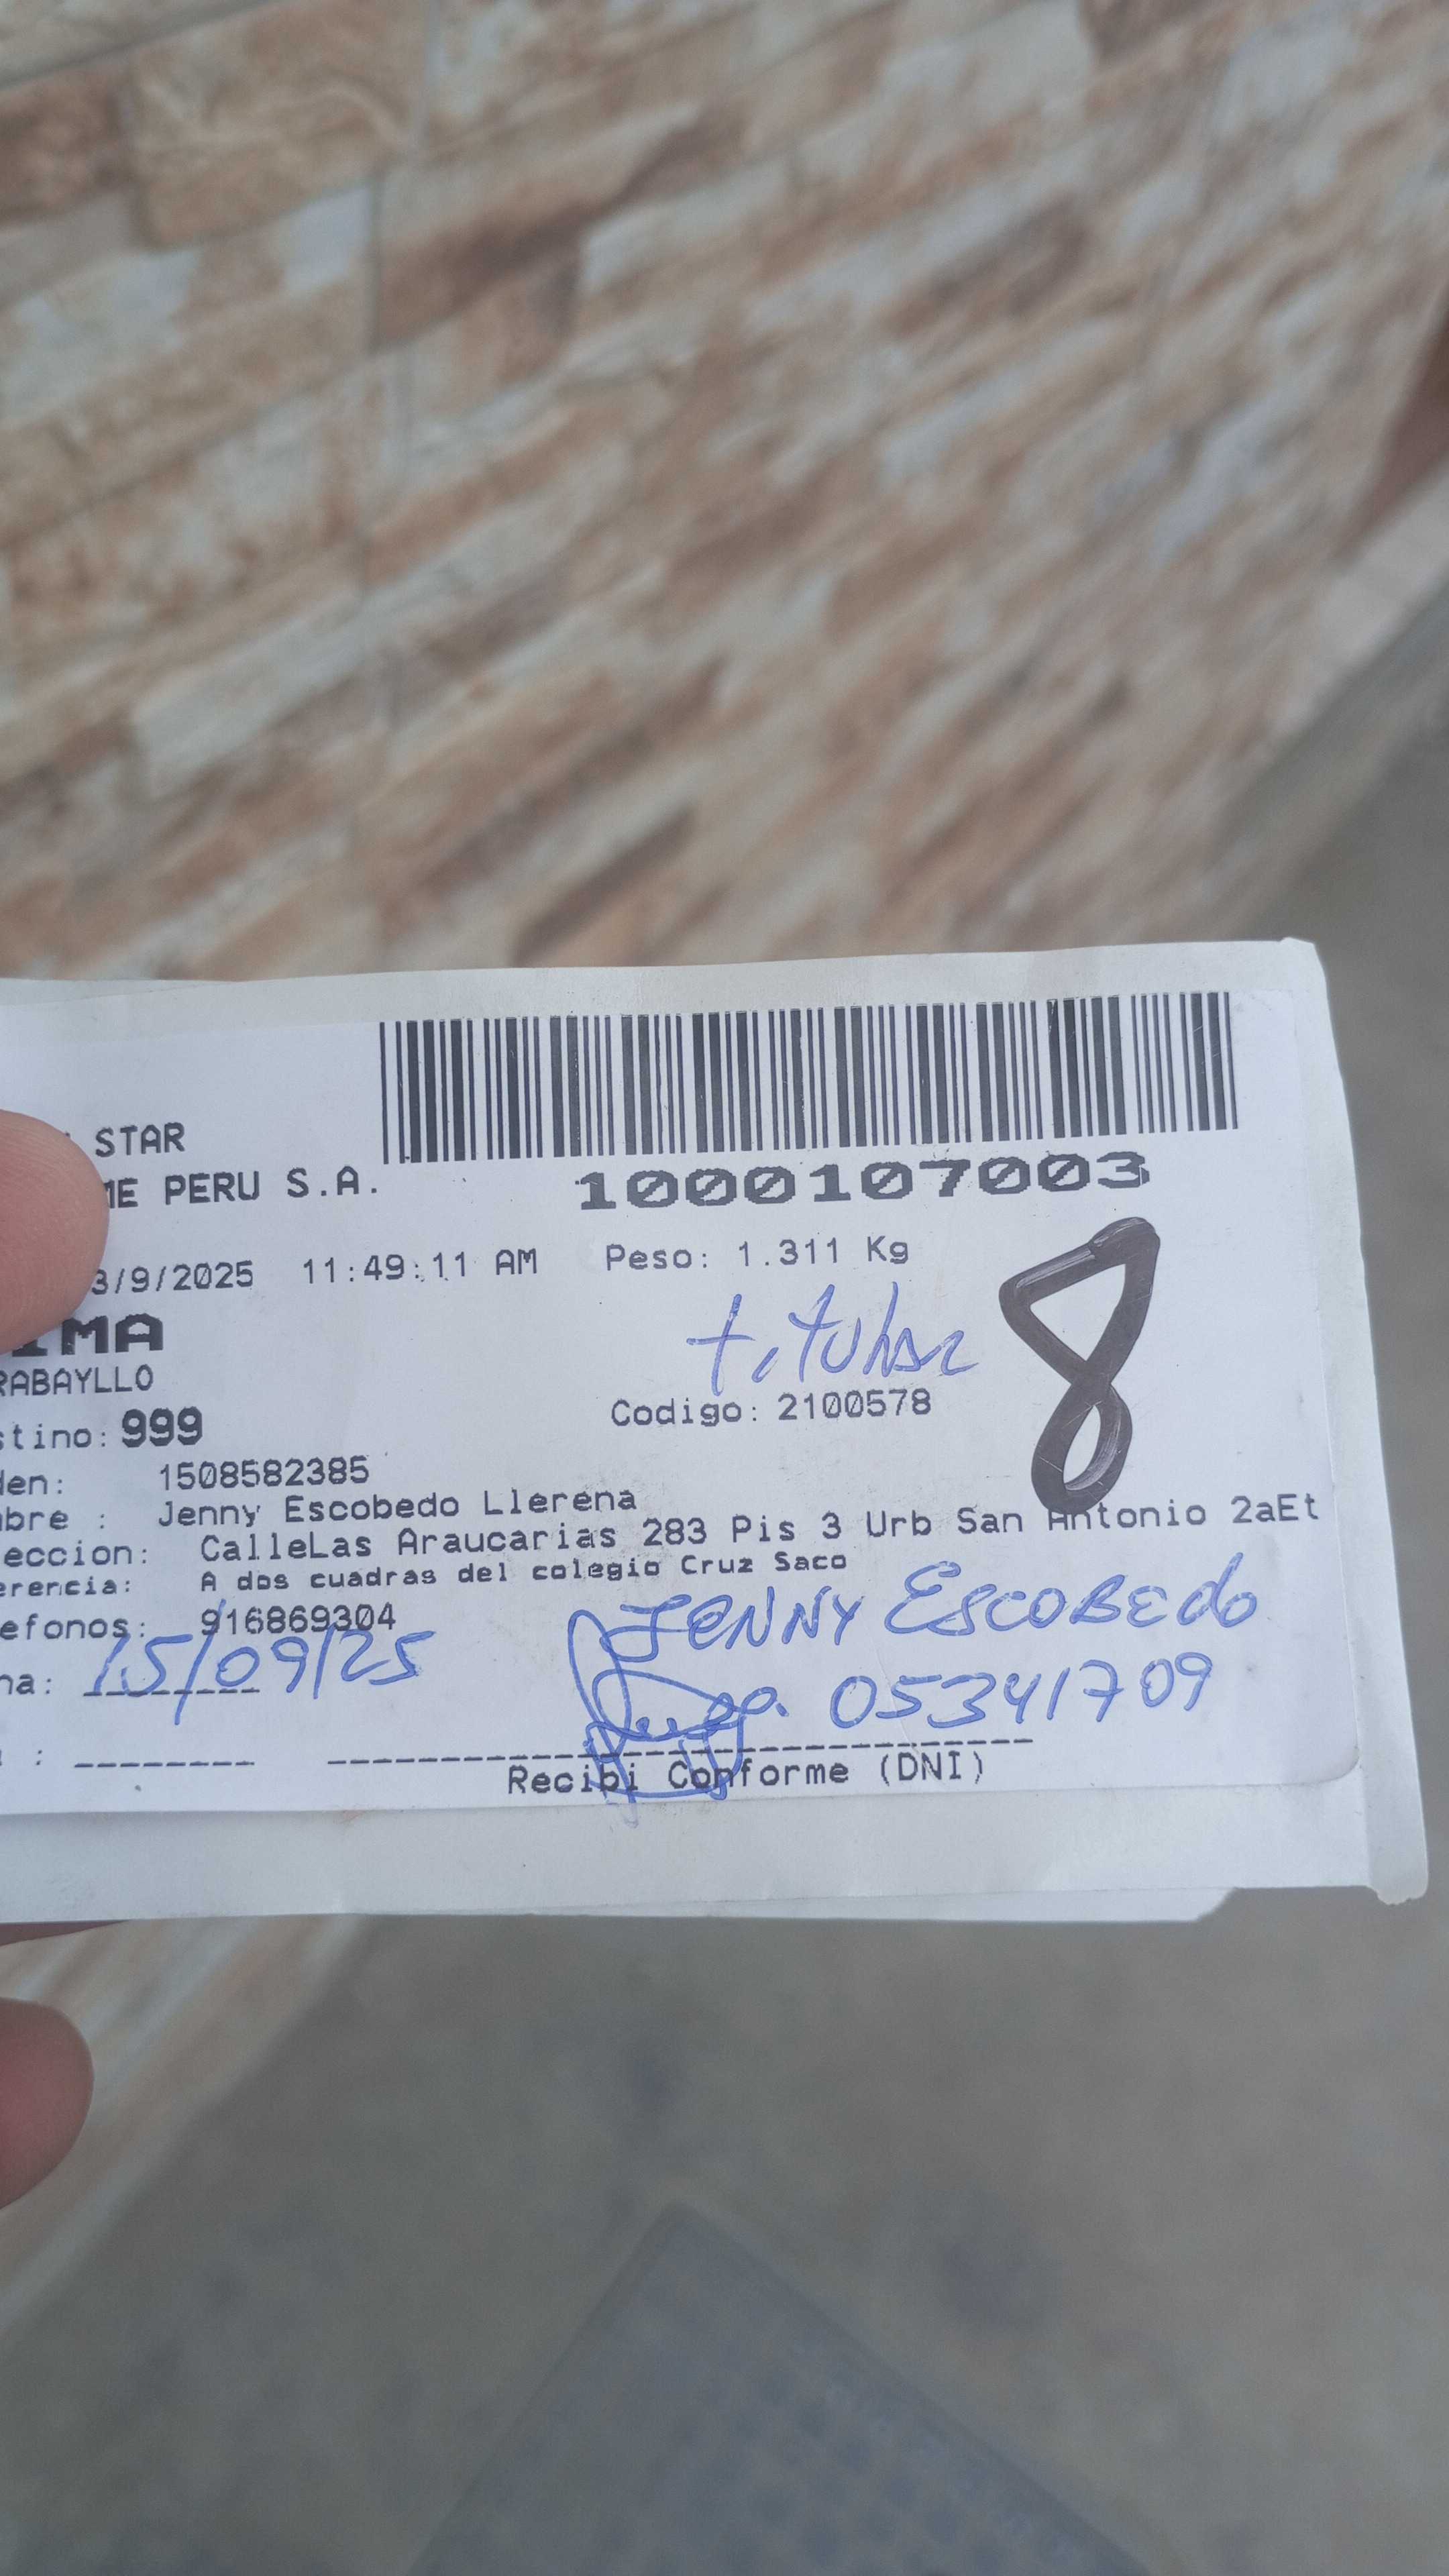 STAR
ME PERU S.A.
1000107003
3/9/2025 11:49:11 AM Peso: 1.311 Kg
IMA
titular
8
RABAYLLO
Codigo: 2100578
stino: 999
den: 1508582385
mbre : Jenny Escobedo Llerena
eccion: CalleLas Araucarias 283 Pis 3 Urb San Antonio 2aEt
erencia: A dos cuadras del colegio Cruz Saco
efonos: 916869304
JENNY ESCOBEDO
ha: 15/09/25
05341709
Recibi Conforme (DNI)